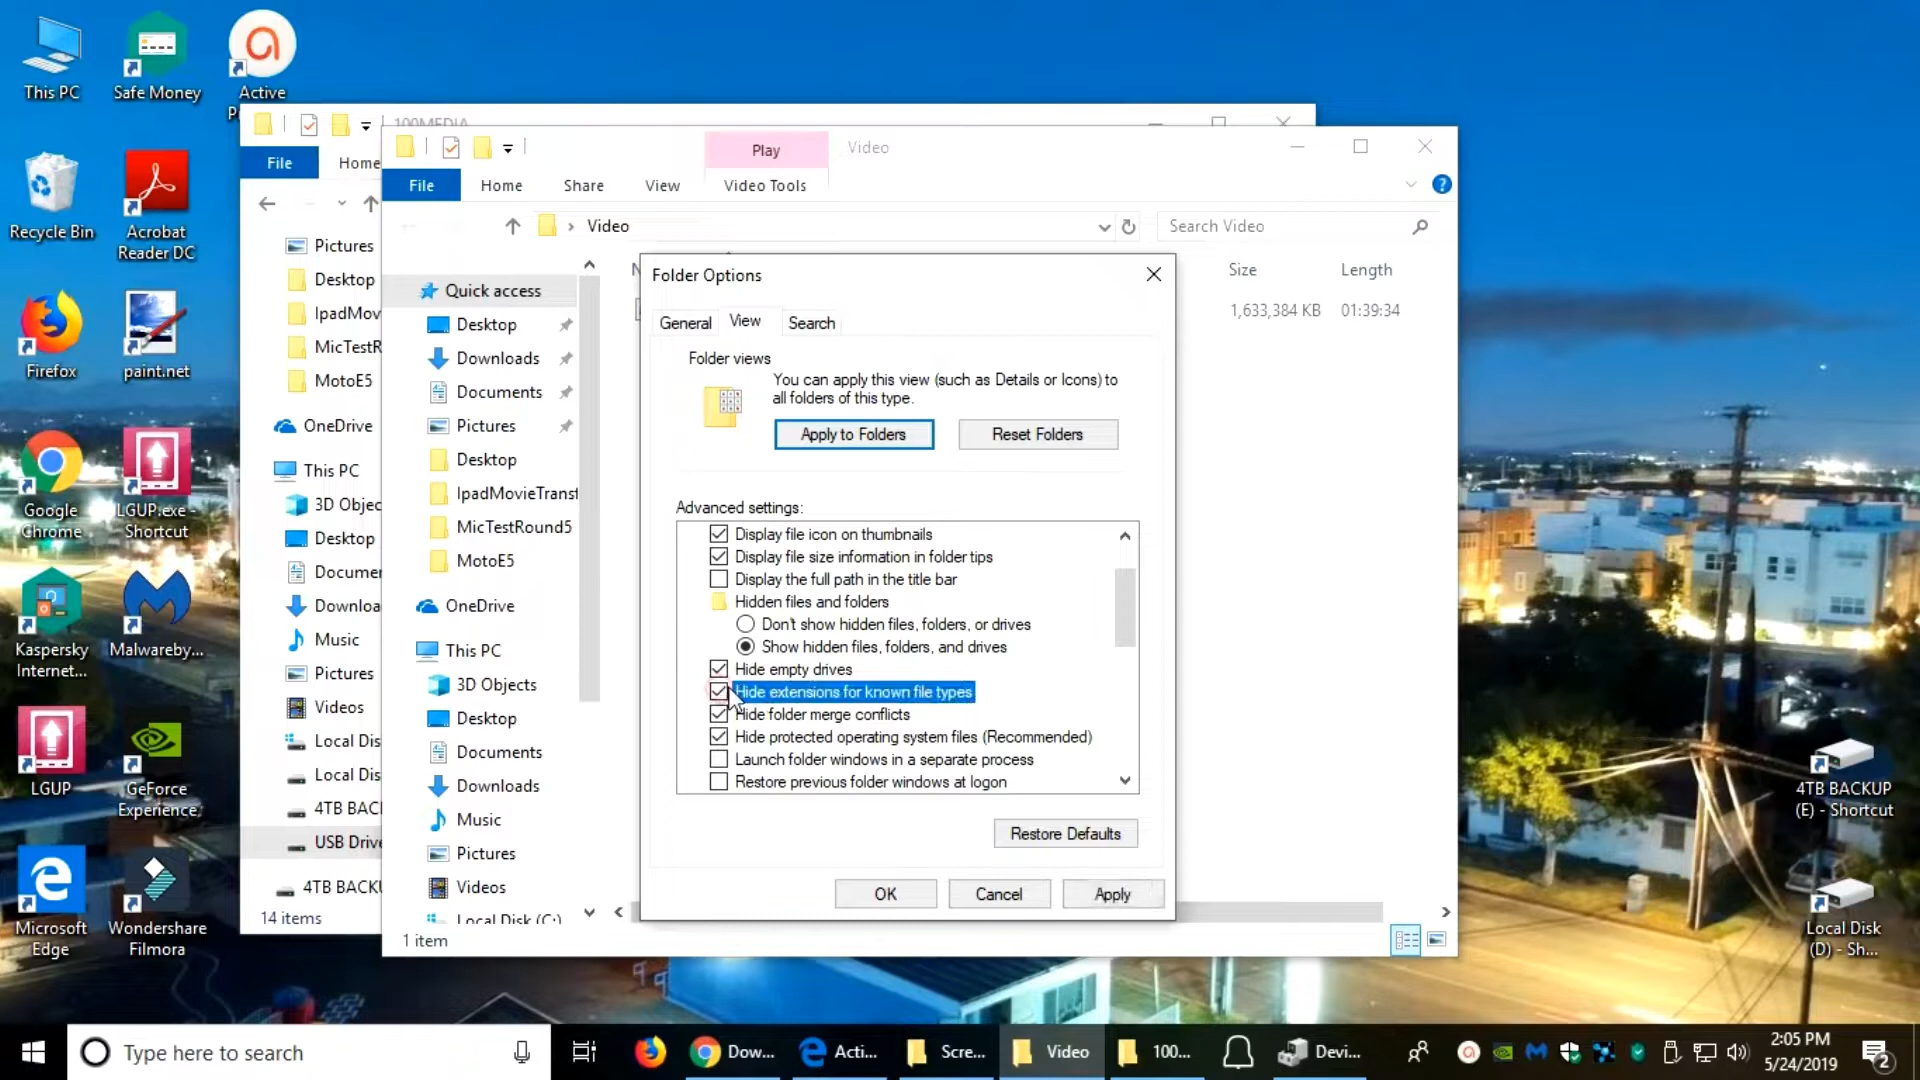 This PC
Safe Money
Active
P
Recycle Bin
Acrobat
Reader DC
Firefox
paint.net
Google
Chrome
LGUP.exe -
Shortcut
Kaspersky
Internet...
Malwareby...
LGUP
GeForce
Experience
Microsoft
Edge
Wondershare
Filmora
4TB BACKUP
(E) - Shortcut
Local Disk
(D) - Sh...
100MEDIA
File
Home
Pictures
Desktop
IpadMov
MicTestR
MotoE5
OneDrive
This PC
3D Objec
Desktop
Documen
Downloa
Music
Pictures
Videos
Local Dis
Local Dis
4TB BACK
USB Drive
4TB BACKU
14 items
Play
Video
File
Home
Share
View
Video Tools
Video
Search Video
Size
Length
1,633,384 KB
01:39:34
Quick access
Desktop
Downloads
Documents
Pictures
Desktop
IpadMovieTransf
MicTestRound5
MotoE5
OneDrive
This PC
3D Objects
Desktop
Documents
Downloads
Music
Pictures
Videos
Local Disk (C:)
1 item
Folder Options
General
View
Search
Folder views
You can apply this view (such as Details or Icons) to
all folders of this type.
Apply to Folders
Reset Folders
Advanced settings:
Display file icon on thumbnails
Display file size information in folder tips
Display the full path in the title bar
Hidden files and folders
Don't show hidden files, folders, or drives
Show hidden files, folders, and drives
Hide empty drives
Hide extensions for known file types
Hide folder merge conflicts
Hide protected operating system files (Recommended)
Launch folder windows in a separate process
Restore previous folder windows at logon
Restore Defaults
OK
Cancel
Apply
Type here to search
Dow...
Acti...
Scre...
Video
100...
Devi...
2:05 PM
5/24/2019
2